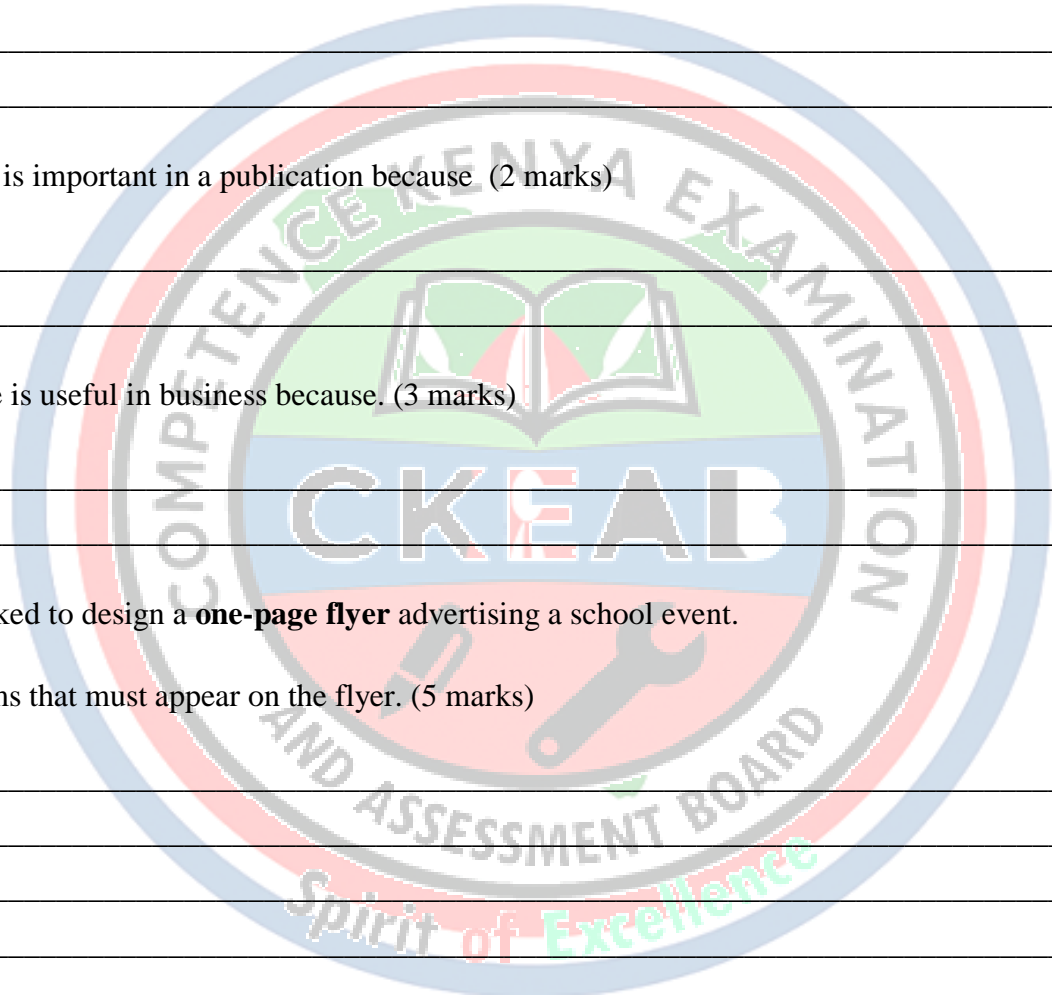 is important in a publication because (2 marks)
is useful in business because. (3 marks)
ked to design a one-page flyer advertising a school event.
ns that must appear on the flyer. (5 marks)
COMPETENCE KENYA EXAMINATION
CKEAB
AND ASSESSMENT BOARD
Spirit of Excellence